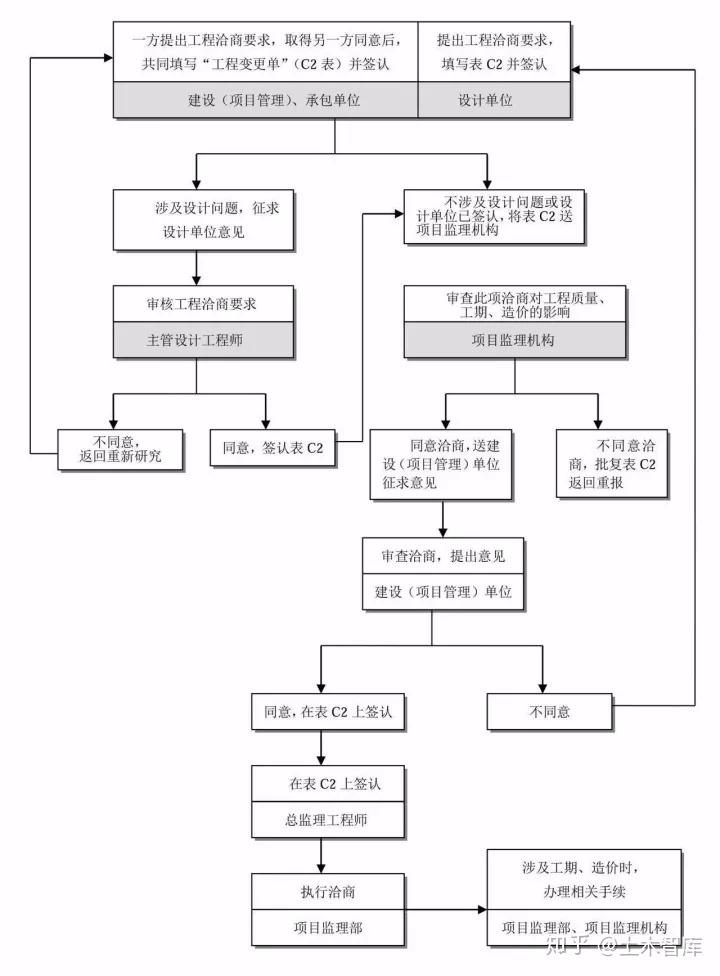 一方提出工程洽商要求，取得另一方同意后，
共同填写“工程变更单”（C2 表）并签认
提出工程洽商要求，
填写表 C2 并签认
建设（项目管理）、承包单位
设计单位
涉及设计问题，征求
设计单位意见
不涉及设计问题或设
计单位已签认，将表 C2 送
项目监理机构
审核工程洽商要求
主管设计工程师
审查此项洽商对工程质量、
工期、造价的影响
项目监理机构
不同意，
返回重新研究
同意，签认表 C2
同意洽商，送建
设（项目管理）单位
征求意见
不同意洽
商，批复表 C2
返回重报
审查洽商，提出意见
建设（项目管理）单位
同意，在表 C2 上签认
不同意
在表 C2 上签认
总监理工程师
执行洽商
项目监理部
涉及工期、造价时，
办理相关手续
项目监理部、项目监理机构
知乎 @土木智库